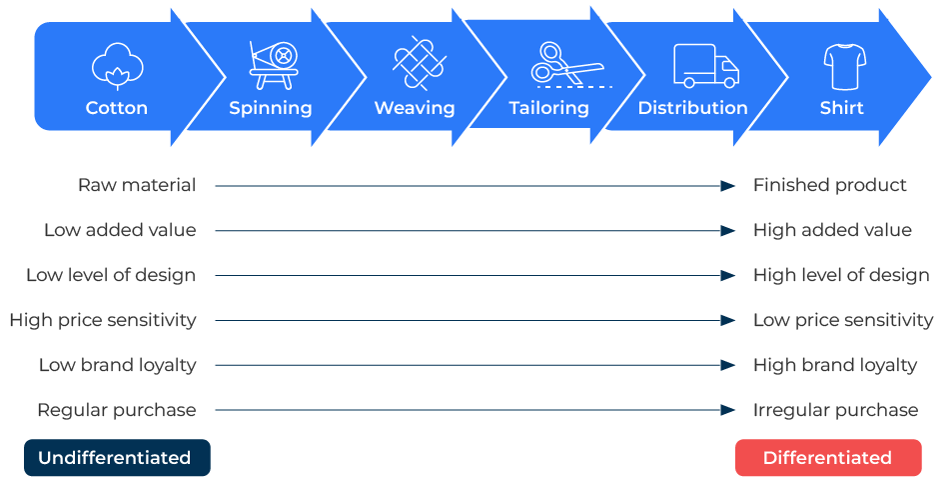 Cotton
Spinning
Weaving
Tailoring
Distribution
Shirt
Raw material
Finished product
Low added value
High added value
Low level of design
High level of design
High price sensitivity
Low price sensitivity
Low brand loyalty
High brand loyalty
Regular purchase
Irregular purchase
Undifferentiated
Differentiated